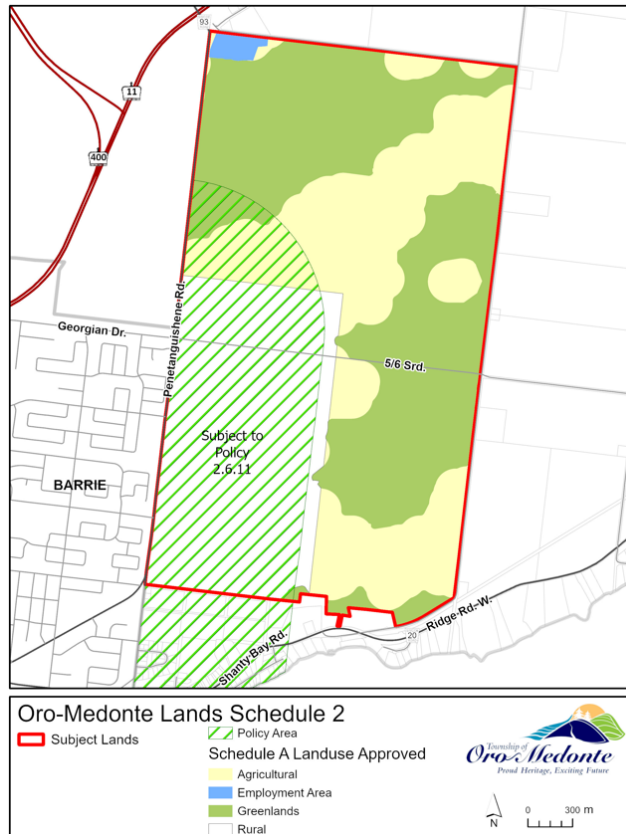 93
11
400
Georgian Dr.
Penetanguishene Rd.
5/6 Srd.
Subject to
Policy
2.6.11
BARRIE
Ridge Rd. W.
20
Shanty Bay Rd.
Oro-Medonte Lands Schedule 2
Subject Lands
Policy Area
Schedule A Landuse Approved
Agricultural
Employment Area
Greenlands
Rural
Township of
Oro-Medonte
Proud Heritage, Exciting Future
N
0 300 m